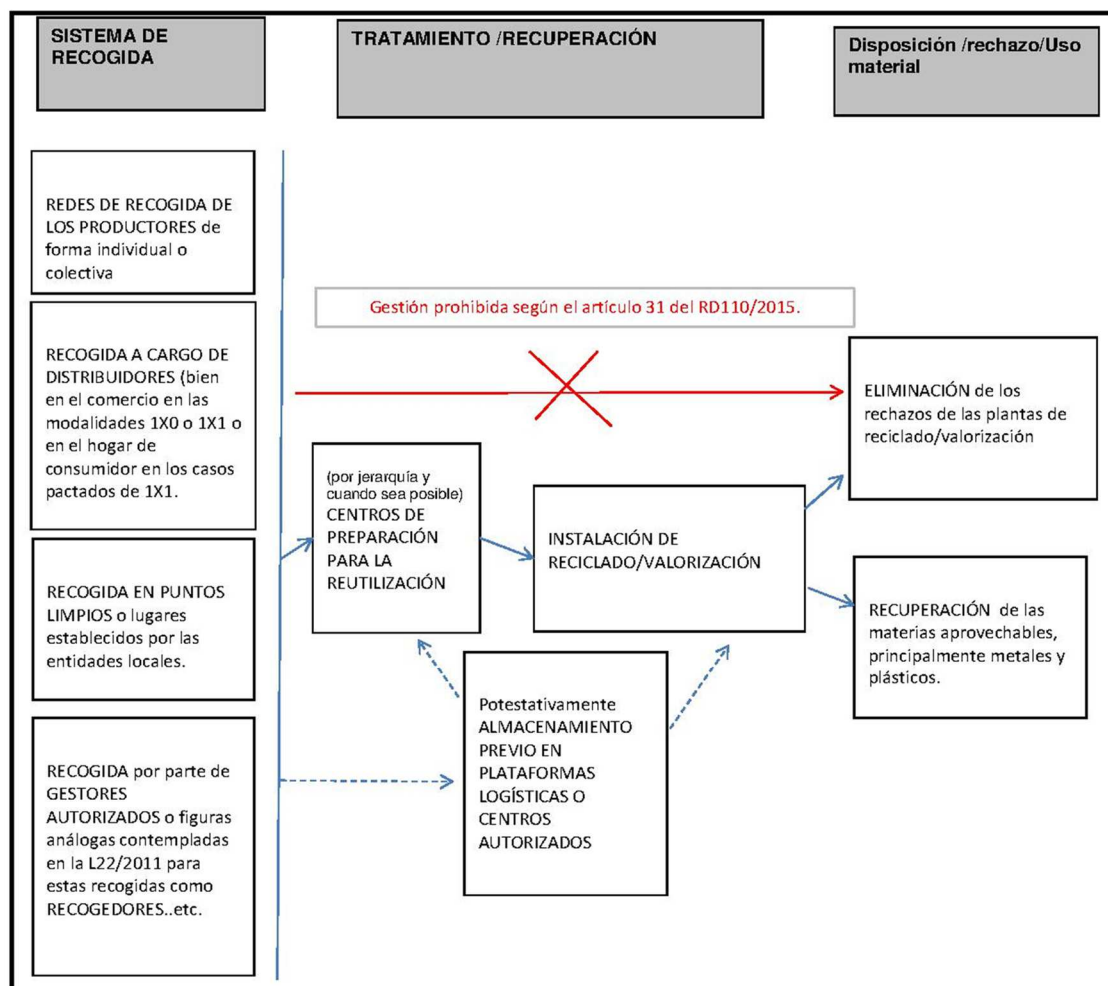 SISTEMA DE
RECOGIDA
TRATAMIENTO /RECUPERACIÓN
Disposición /rechazo/Uso
material
REDES DE RECOGIDA DE
LOS PRODUCTORES de
forma individual o
colectiva
RECOGIDA A CARGO DE
DISTRIBUIDORES (bien
en el comercio en las
modalidades 1X0 o 1X1 o
en el hogar de
consumidor en los casos
pactados de 1X1.
RECOGIDA EN PUNTOS
LIMPIOS o lugares
establecidos por las
entidades locales.
RECOGIDA por parte de
GESTORES
AUTORIZADOS o figuras
análogas contempladas
en la L22/2011 para
estas recogidas como
RECOGEDORES..etc.
Gestión prohibida según el artículo 31 del RD110/2015.
(por jerarquía y
cuando sea posible)
CENTROS DE
PREPARACIÓN
PARA LA
REUTILIZACIÓN
INSTALACIÓN DE
RECICLADO/VALORIZACIÓN
Potestativamente
ALMACENAMIENTO
PREVIO EN
PLATAFORMAS
LOGÍSTICAS O
CENTROS
AUTORIZADOS
ELIMINACIÓN de los
rechazos de las plantas de
reciclado/valorización
RECUPERACIÓN de las
materias aprovechables,
principalmente metales y
plásticos.